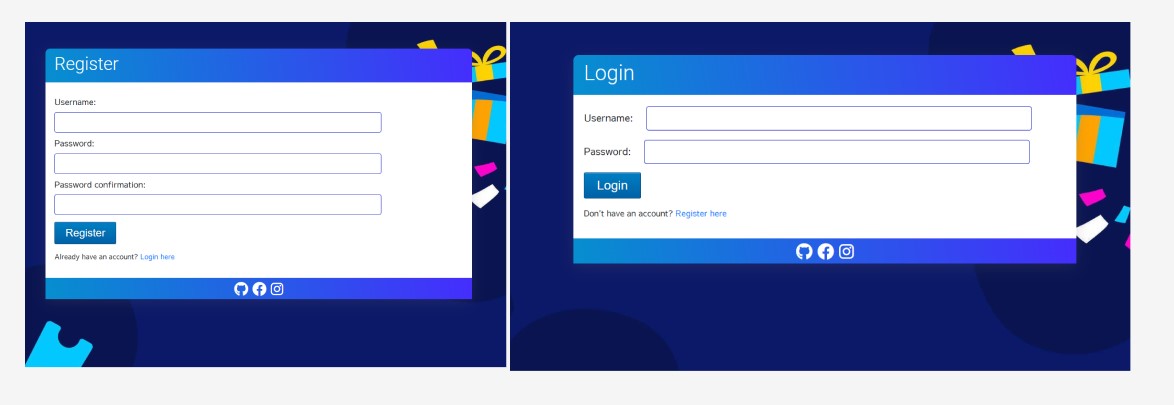 Register
Username:
Password:
Password confirmation:
Register
Already have an account? Login here
Login
Username:
Password:
Login
Don't have an account? Register here